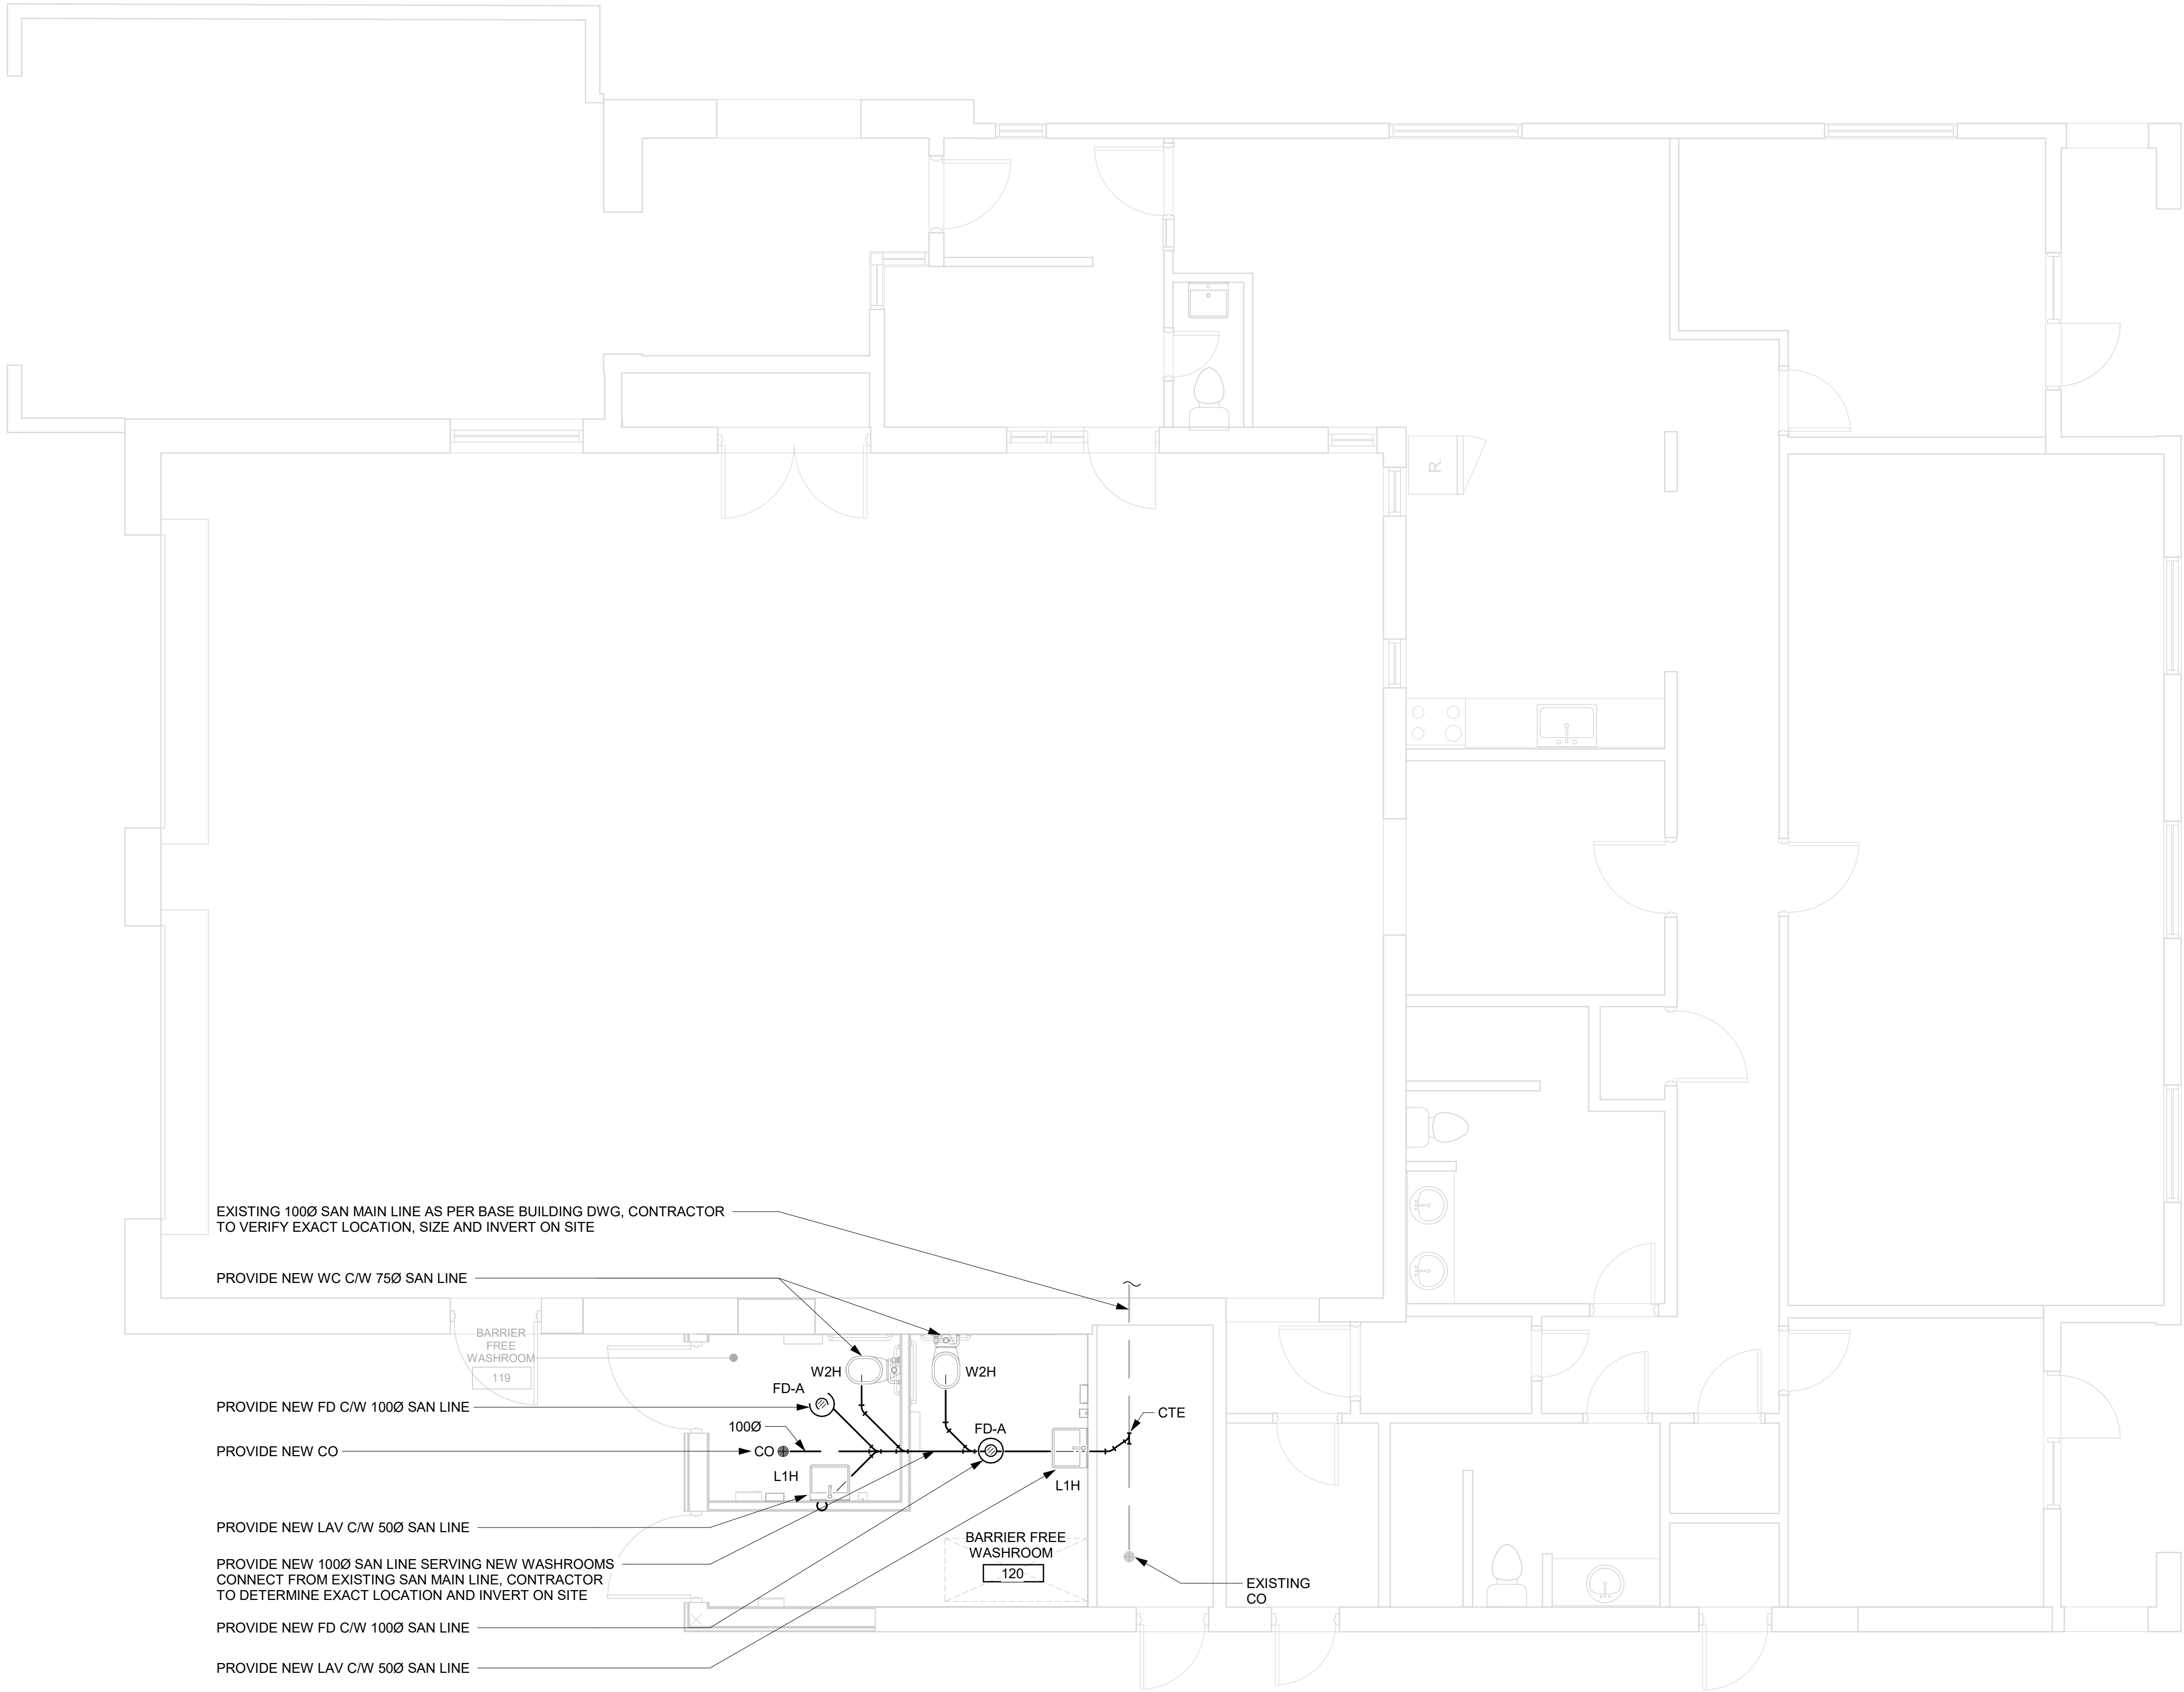 R.
EXISTING 100Ø SAN MAIN LINE AS PER BASE BUILDING DWG, CONTRACTOR
TO VERIFY EXACT LOCATION, SIZE AND INVERT ON SITE
PROVIDE NEW WC C/W 75Ø SAN LINE
BARRIER
FREE
WASHROOM
119
W2H
W2H
FD-A
PROVIDE NEW FD C/W 100Ø SAN LINE
CTE
100Ø
FD-A
PROVIDE NEW CO
CO
L1H
L1H
PROVIDE NEW LAV C/W 50Ø SAN LINE
BARRIER FREE
WASHROOM
120
PROVIDE NEW 100Ø SAN LINE SERVING NEW WASHROOMS
CONNECT FROM EXISTING SAN MAIN LINE, CONTRACTOR
TO DETERMINE EXACT LOCATION AND INVERT ON SITE
EXISTING
CO
PROVIDE NEW FD C/W 100Ø SAN LINE
PROVIDE NEW LAV C/W 50Ø SAN LINE